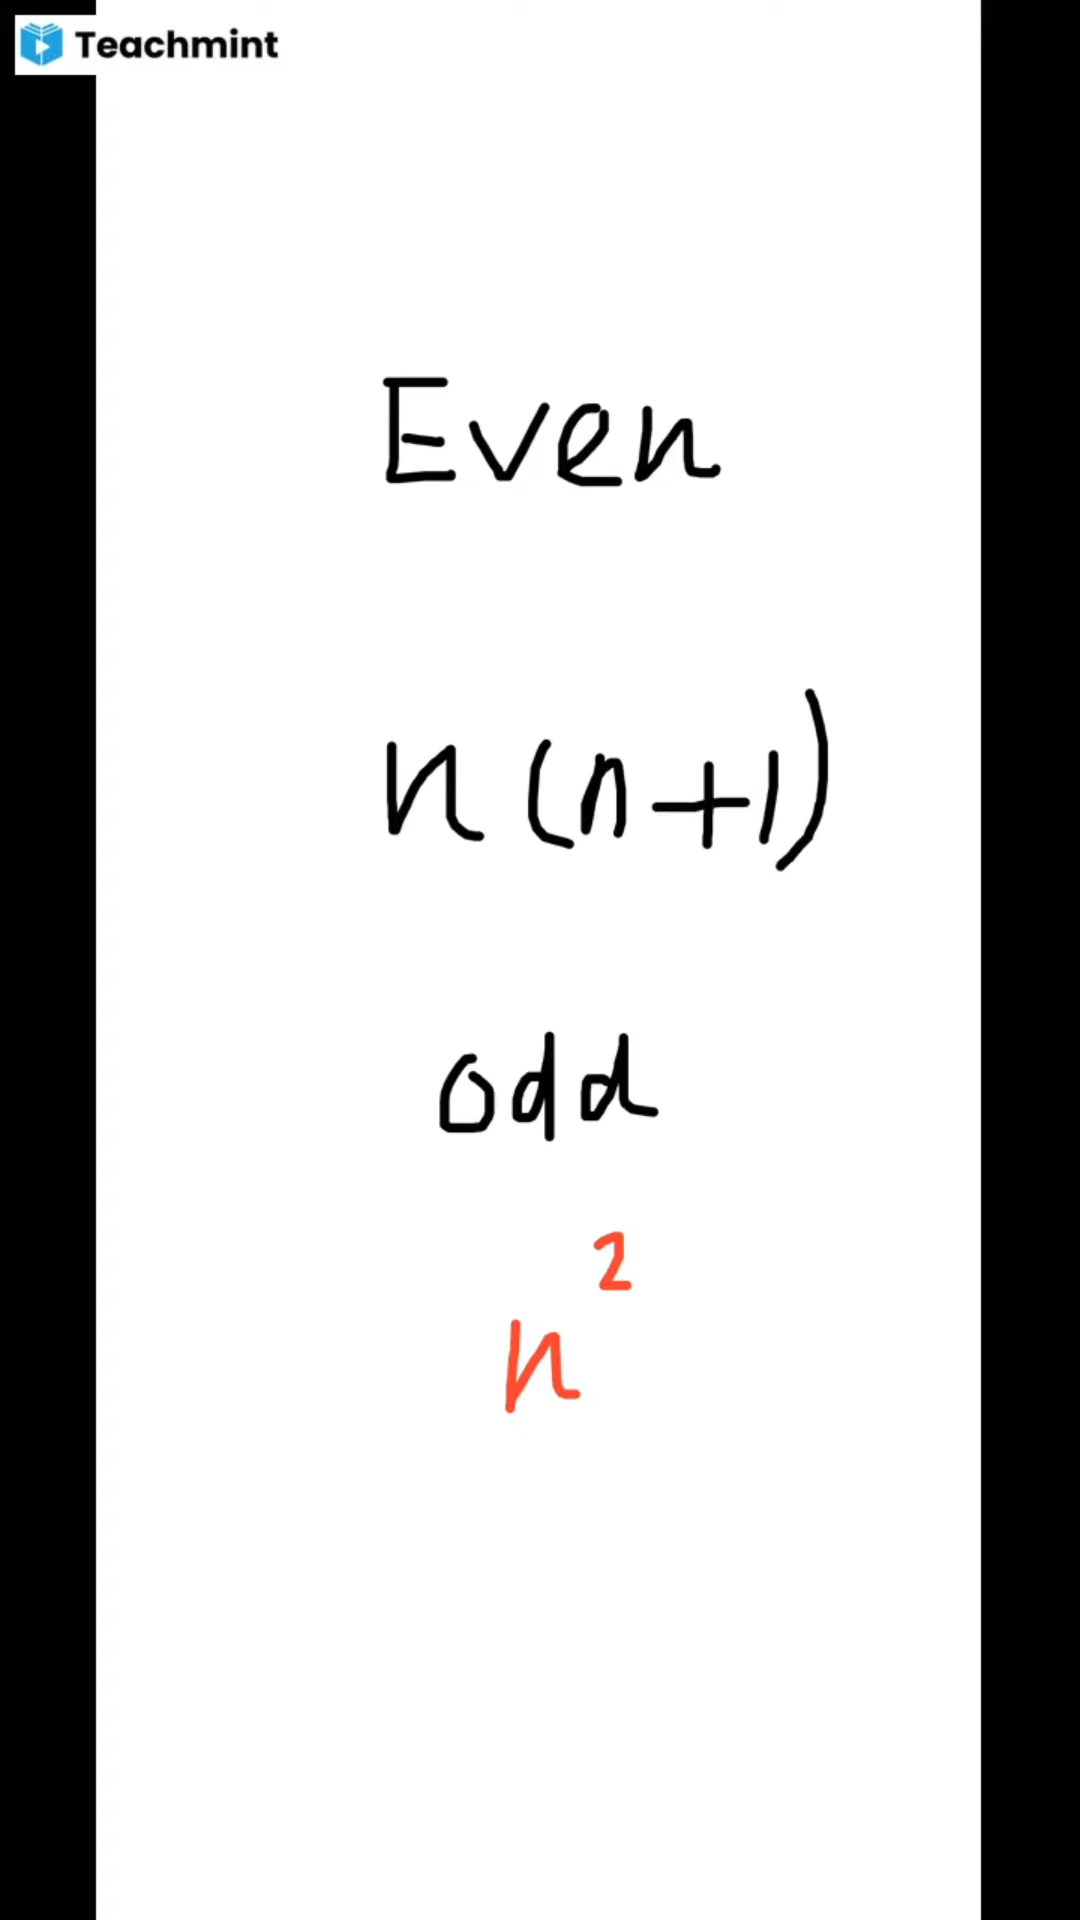 Teachmint
Even
n(n+1)
odd
n²